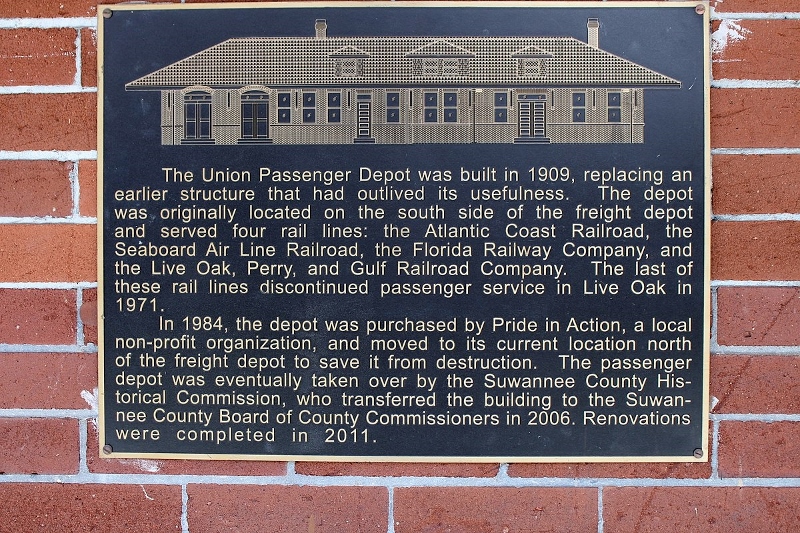 The Union Passenger Depot was built in 1909, replacing an
earlier structure that had outlived its usefulness. The depot
was originally located on the south side of the freight depot
and served four rail lines: the Atlantic Coast Railroad, the
Seaboard Air Line Railroad, the Florida Railway Company, and
the Live Oak, Perry, and Gulf Railroad Company. The last of
these rail lines discontinued passenger service in Live Oak in
1971.
In 1984, the depot was purchased by Pride in Action, a local
non-profit organization, and moved to its current location north
of the freight depot to save it from destruction. The passenger
depot was eventually taken over by the Suwannee County His-
torical Commission, who transferred the building to the Suwan-
nee County Board of County Commissioners in 2006. Renovations
were completed in 2011.